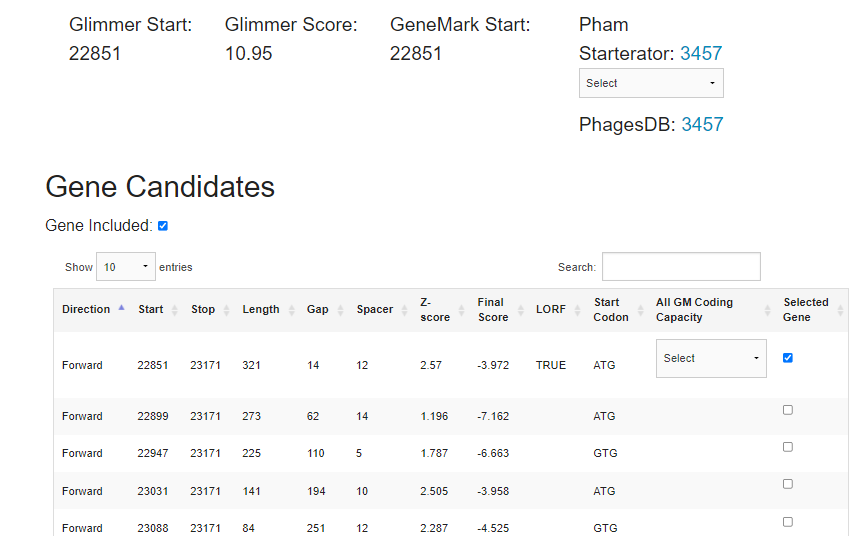 Glimmer Start: Glimmer Score: GeneMark Start: Pham
22851 10.95 22851 Starterator: 3457
Select
PhagesDB: 3457
Gene Candidates
Gene Included:
Show 10 entries Search:
Direction Start Stop Length Gap Spacer Z-score Final Score LORF Start Codon All GM Coding Capacity Selected Gene
Forward 22851 23171 321 14 12 2.57 -3.972 TRUE ATG Select
Forward 22899 23171 273 62 14 1.196 -7.162 ATG
Forward 22947 23171 225 110 5 1.787 -6.663 GTG
Forward 23031 23171 141 194 10 2.505 -3.958 ATG
Forward 23088 23171 84 251 12 2.287 -4.525 GTG